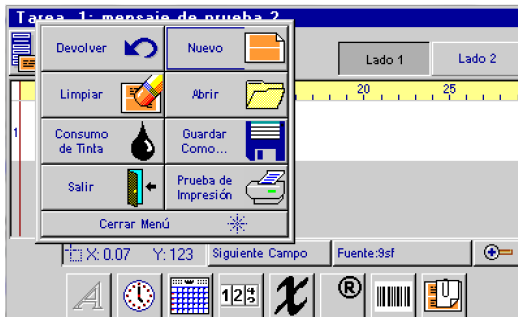 Tarea 1: mensaje de prueba 2
Devolver
Nuevo
Lado 1
Lado 2
Limpiar
Abrir
20
25
1
Consumo
de Tinta
Guardar
Como...
Salir
Prueba de
Impresión
Cerrar Menú
X: 0.07 Y: 123
Siguiente Campo
Fuente:9sf
A
123
x
®